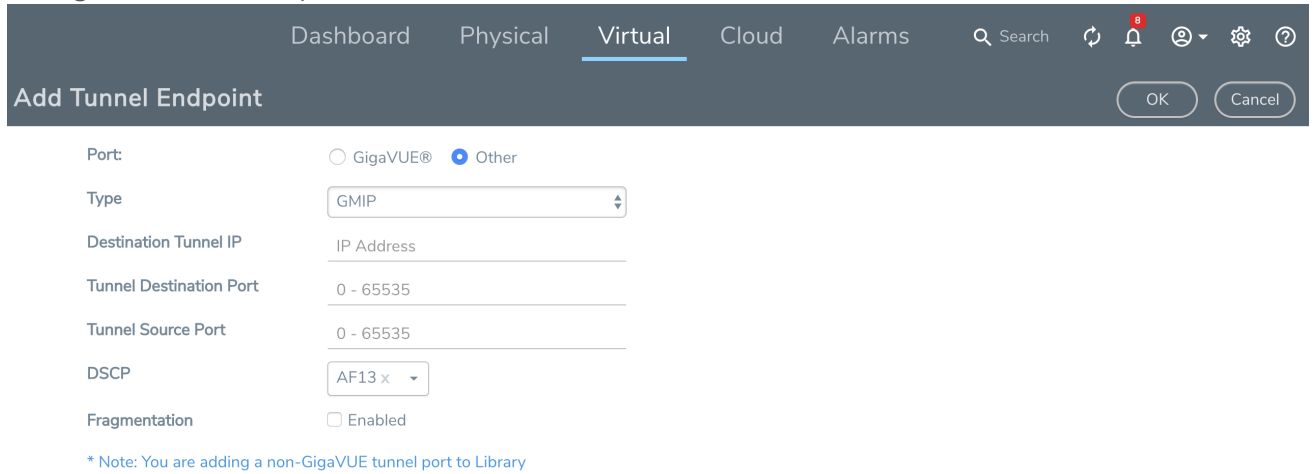 Dashboard Physical Virtual Cloud Alarms Search 8
Add Tunnel Endpoint OK Cancel
Port: GigaVUE® Other
Type GMIP
Destination Tunnel IP IP Address
Tunnel Destination Port 0 - 65535
Tunnel Source Port 0 - 65535
DSCP AF13 x
Fragmentation Enabled
* Note: You are adding a non-GigaVUE tunnel port to Library